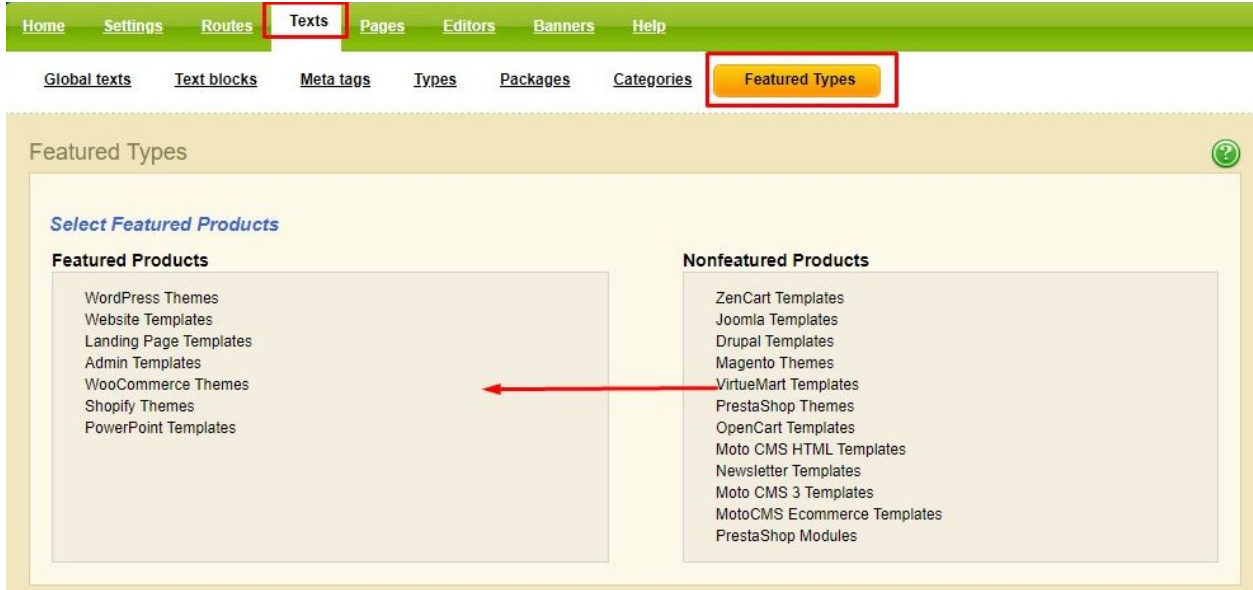 Home Settings Routes Texts Pages Editors Banners Help
Global texts Text blocks Meta tags Types Packages Categories Featured Types
Featured Types
?
Select Featured Products
Featured Products
WordPress Themes
Website Templates
Landing Page Templates
Admin Templates
WooCommerce Themes
Shopify Themes
PowerPoint Templates
Nonfeatured Products
ZenCart Templates
Joomla Templates
Drupal Templates
Magento Themes
VirtueMart Templates
PrestaShop Themes
OpenCart Templates
Moto CMS HTML Templates
Newsletter Templates
Moto CMS 3 Templates
MotoCMS Ecommerce Templates
PrestaShop Modules